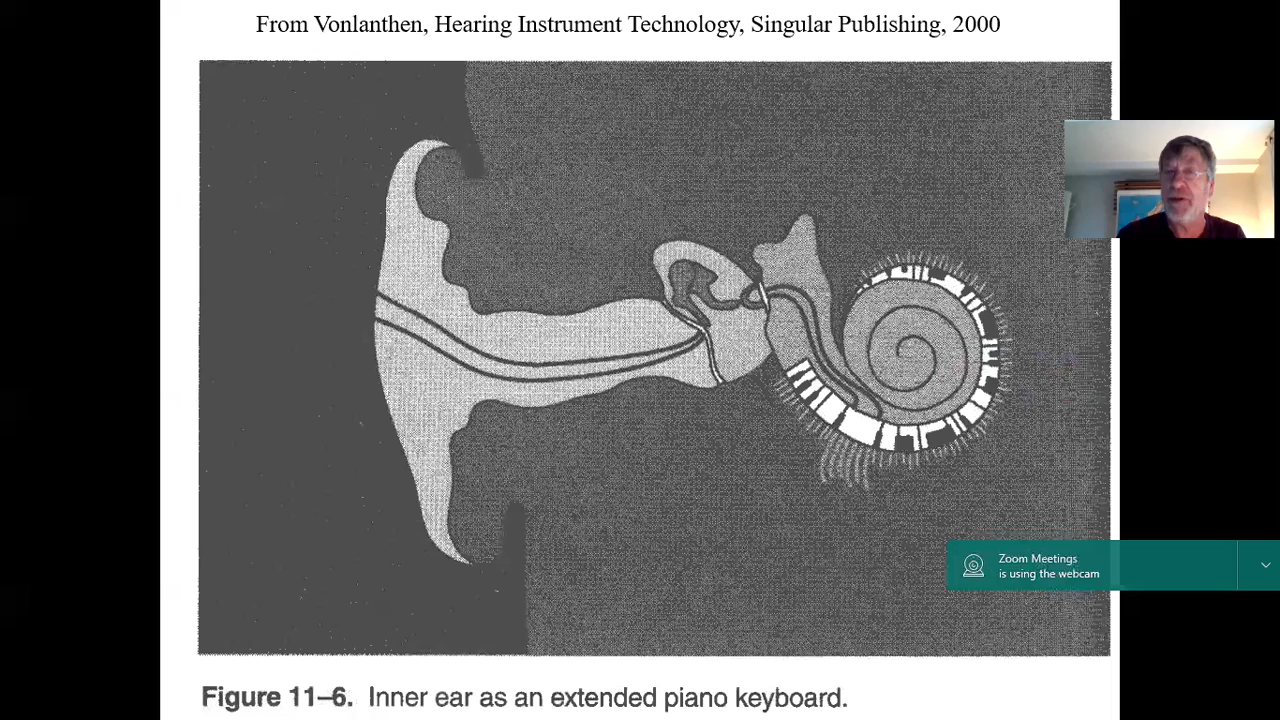 From Vonlanthen, Hearing Instrument Technology, Singular Publishing, 2000
Zoom Meetings
is using the webcam
Figure 11–6. Inner ear as an extended piano keyboard.